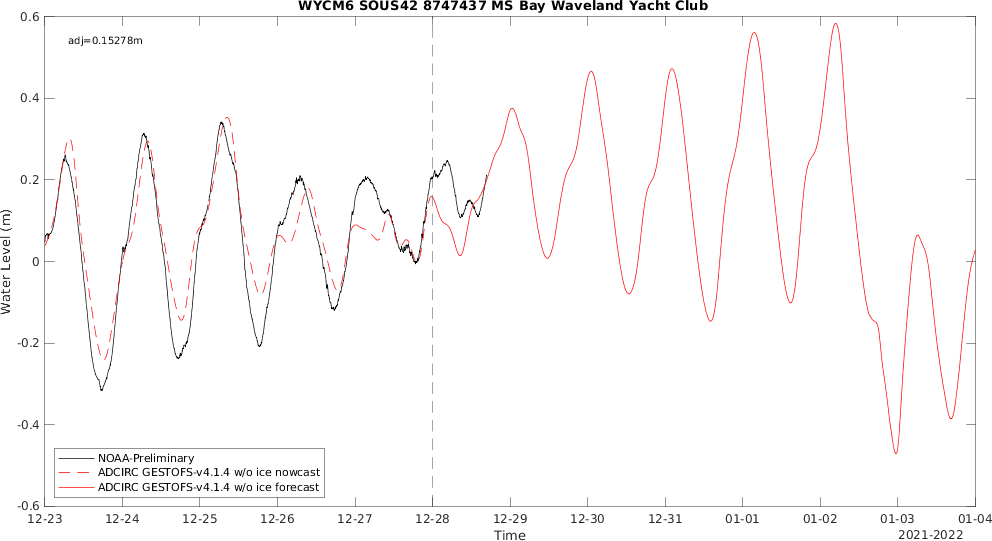 WYCM6 SOUS42 8747437 MS Bay Waveland Yacht Club
adj=0.15278m
0.6
0.4
0.2
0
-0.2
-0.4
-0.6
Water Level (m)
NOAA-Preliminary
ADCIRC GESTOFS-v4.1.4 w/o ice nowcast
ADCIRC GESTOFS-v4.1.4 w/o ice forecast
12-23 12-24 12-25 12-26 12-27 12-28 12-29 12-30 12-31 01-01 01-02 01-03 01-04
Time
2021-2022